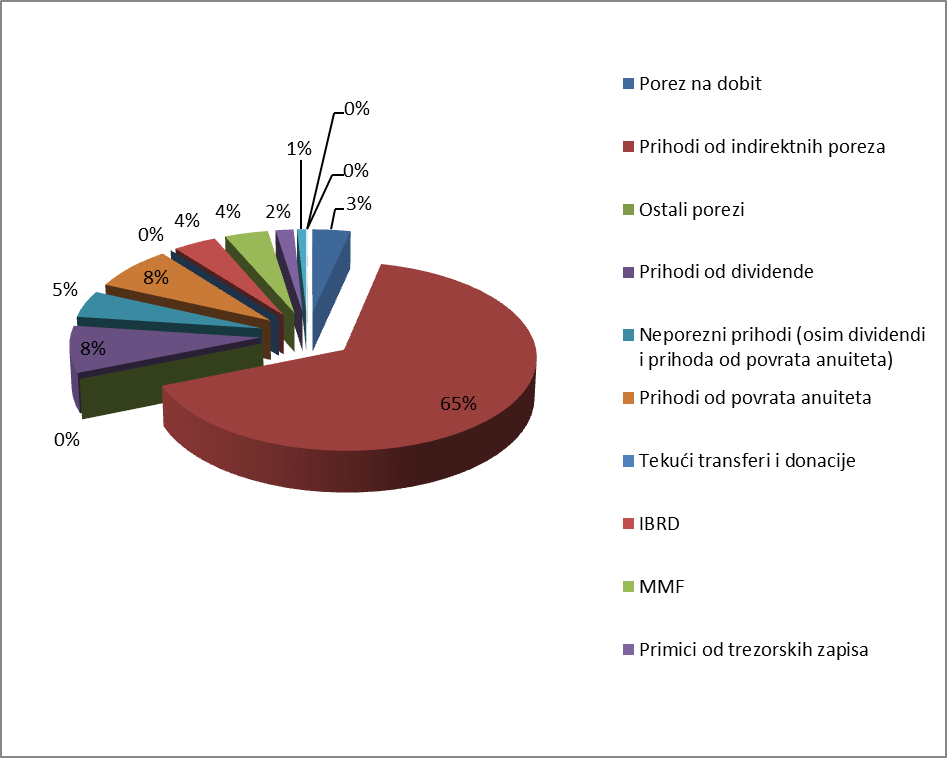 0%
1%
0%
3%
2%
4%
4%
0%
8%
5%
8%
0%
65%
Porez na dobit
Prihodi od indirektnih poreza
Ostali porezi
Prihodi od dividende
Neporezni prihodi (osim dividendi
i prihoda od povrata anuiteta)
Prihodi od povrata anuiteta
Tekući transferi i donacije
IBRD
MMF
Primici od trezorskih zapisa